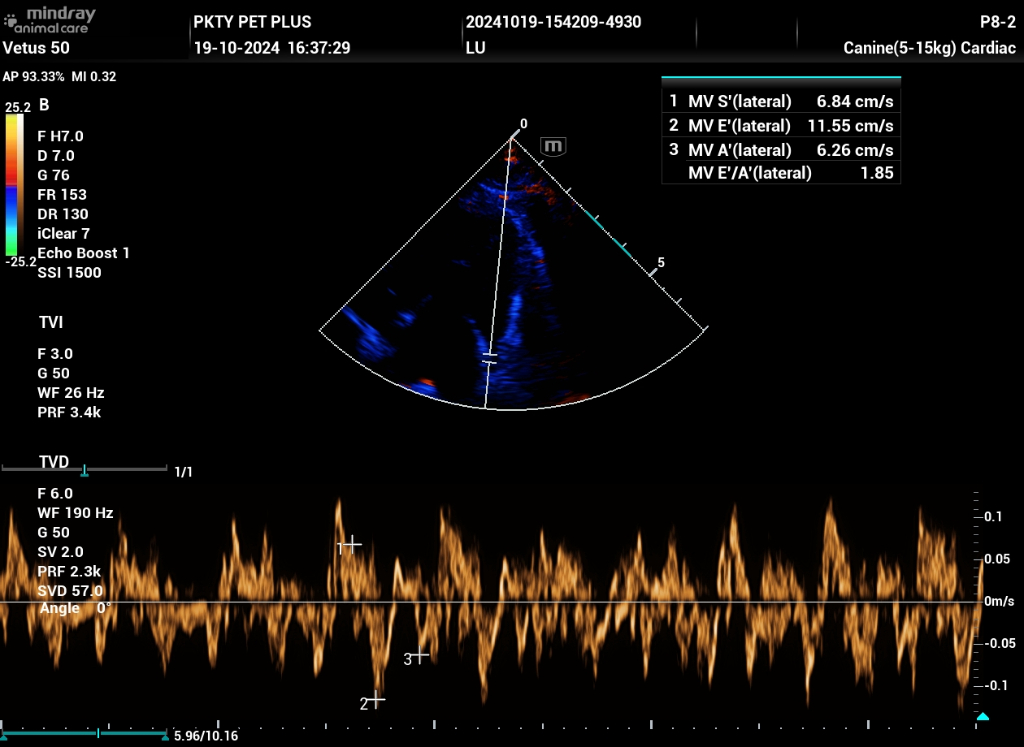 mindray
animalcare
PKTY PET PLUS
20241019-154209-4930
P8-2
Vetus 50
19-10-2024 16:37:29
LU
Canine(5-15kg) Cardiac
AP 93.33% MI 0.32
25.2
B
F H7.0
D 7.0
G 76
FR 153
DR 130
iClear 7
Echo Boost 1
-25.2
SSI 1500
0
m
5
1 MV S'(lateral) 6.84 cm/s
2 MV E'(lateral) 11.55 cm/s
3 MV A'(lateral) 6.26 cm/s
MV E'/A'(lateral) 1.85
TVI
F 3.0
G 50
WF 26 Hz
PRF 3.4k
TVD
1/1
F 6.0
WF 190 Hz
G 50
SV 2.0
PRF 2.3k
SVD 57.0
Angle 0°
1
2
3
0.1
0.05
0m/s
-0.05
-0.1
5.96/10.16